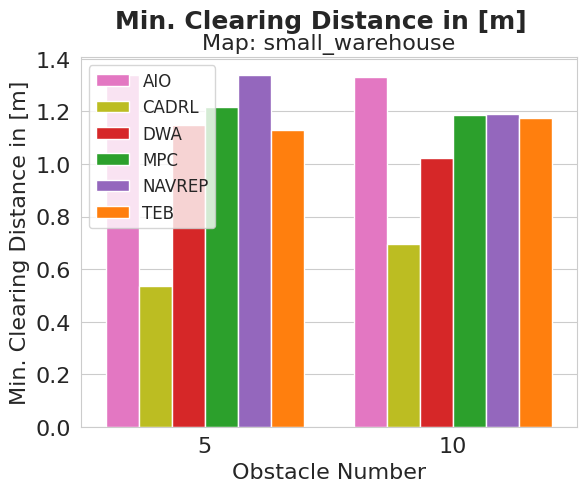 Min. Clearing Distance in [m]
Map: small_warehouse
Min. Clearing Distance in [m]
1.4
1.2
1.0
0.8
0.6
0.4
0.2
0.0
AIO
CADRL
DWA
MPC
NAVREP
TEB
5
10
Obstacle Number